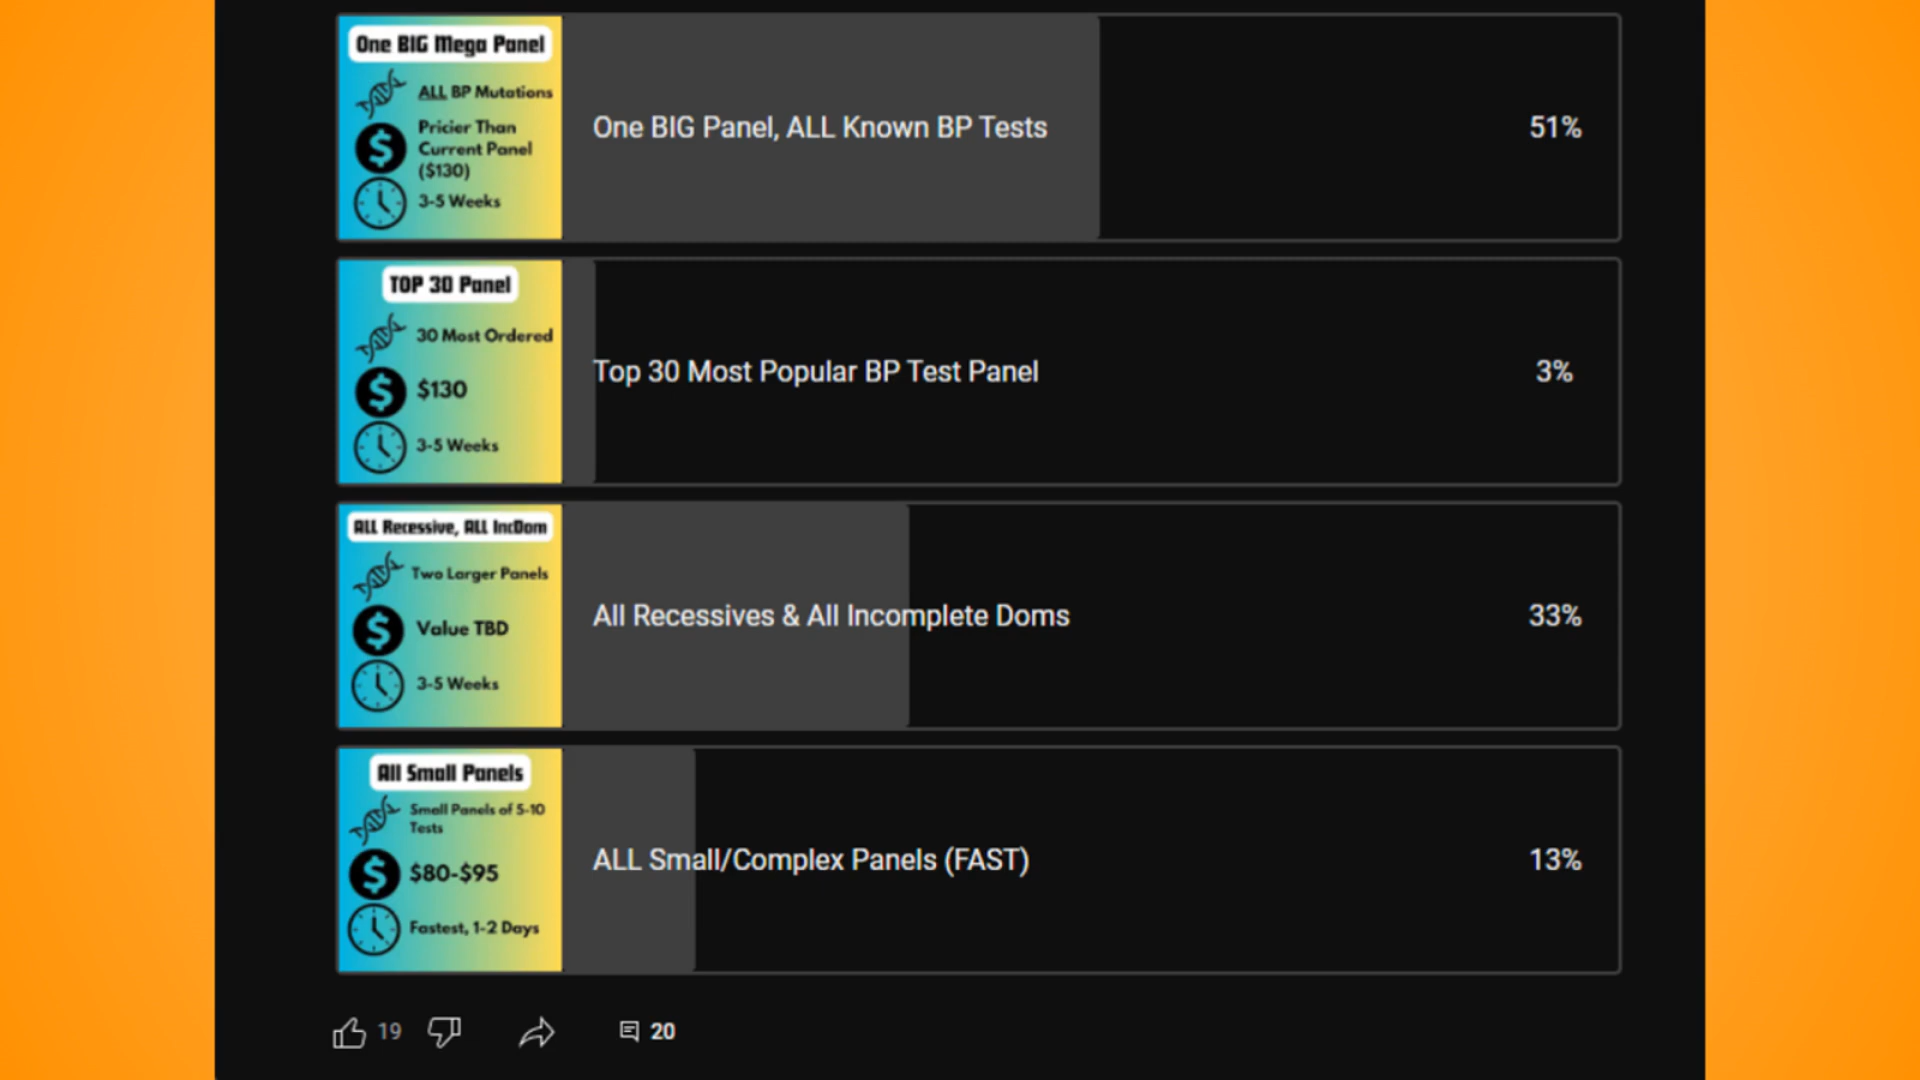 One BIG Mega Panel
ALL BP Mutations
Pricier Than
Current Panel
($130)
3-5 Weeks
One BIG Panel, ALL Known BP Tests
51%
TOP 30 Panel
30 Most Ordered
$130
3-5 Weeks
Top 30 Most Popular BP Test Panel
3%
ALL Recessive, ALL IncDom
Two Larger Panels
Value TBD
3-5 Weeks
All Recessives & All Incomplete Doms
33%
All Small Panels
Small Panels of 5-10
Tests
$80-$95
Fastest, 1-2 Days
ALL Small/Complex Panels (FAST)
13%
19
20